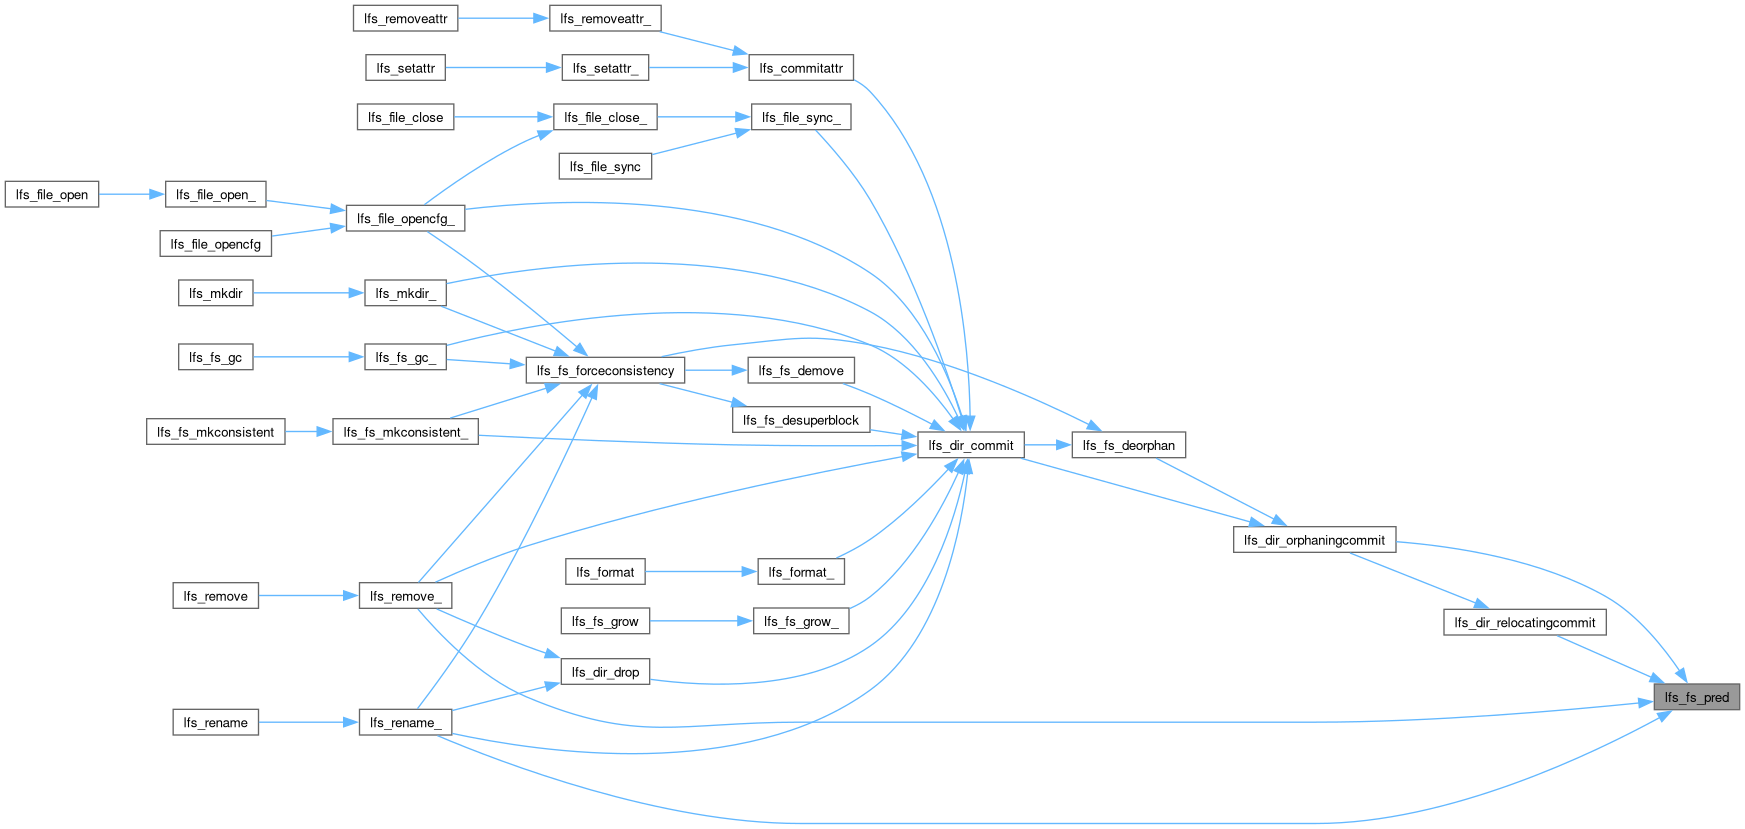 lfs_removeattr
lfs_removeattr_
lfs_setattr
lfs_setattr_
lfs_commitattr
lfs_file_close
lfs_file_close_
lfs_file_sync_
lfs_file_sync
lfs_file_open
lfs_file_open_
lfs_file_opencfg_
lfs_file_opencfg
lfs_mkdir
lfs_mkdir_
lfs_fs_gc
lfs_fs_gc_
lfs_fs_forceconsistency
lfs_fs_demove
lfs_fs_desuperblock
lfs_fs_mkconsistent
lfs_fs_mkconsistent_
lfs_dir_commit
lfs_fs_deorphan
lfs_dir_orphaningcommit
lfs_format
lfs_format_
lfs_remove
lfs_remove_
lfs_fs_grow
lfs_fs_grow_
lfs_dir_relocatingcommit
lfs_dir_drop
lfs_fs_pred
lfs_rename
lfs_rename_